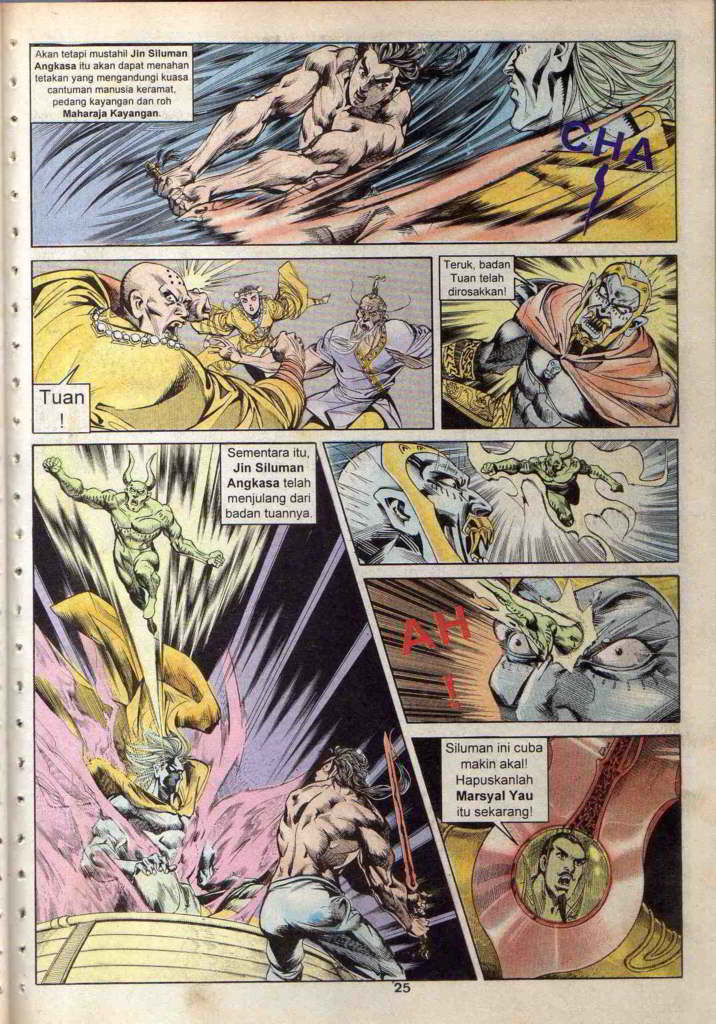 Akan tetapi mustahil Jin Siluman
Angkasa itu akan dapat menahan
tetakan yang mengandungi kuasa
cantuman manusia keramat,
pedang kayangan dan roh
Maharaja Kayangan.
CHA
Tuan
!
Teruk, badan
Tuan telah
dirosakkan!
Sementara itu,
Jin Siluman
Angkasa telah
menjulang dari
badan tuannya.
AH
!
Siluman ini cuba
makin akal!
Hapuskanlah
Marsyal Yau
itu sekarang!
25